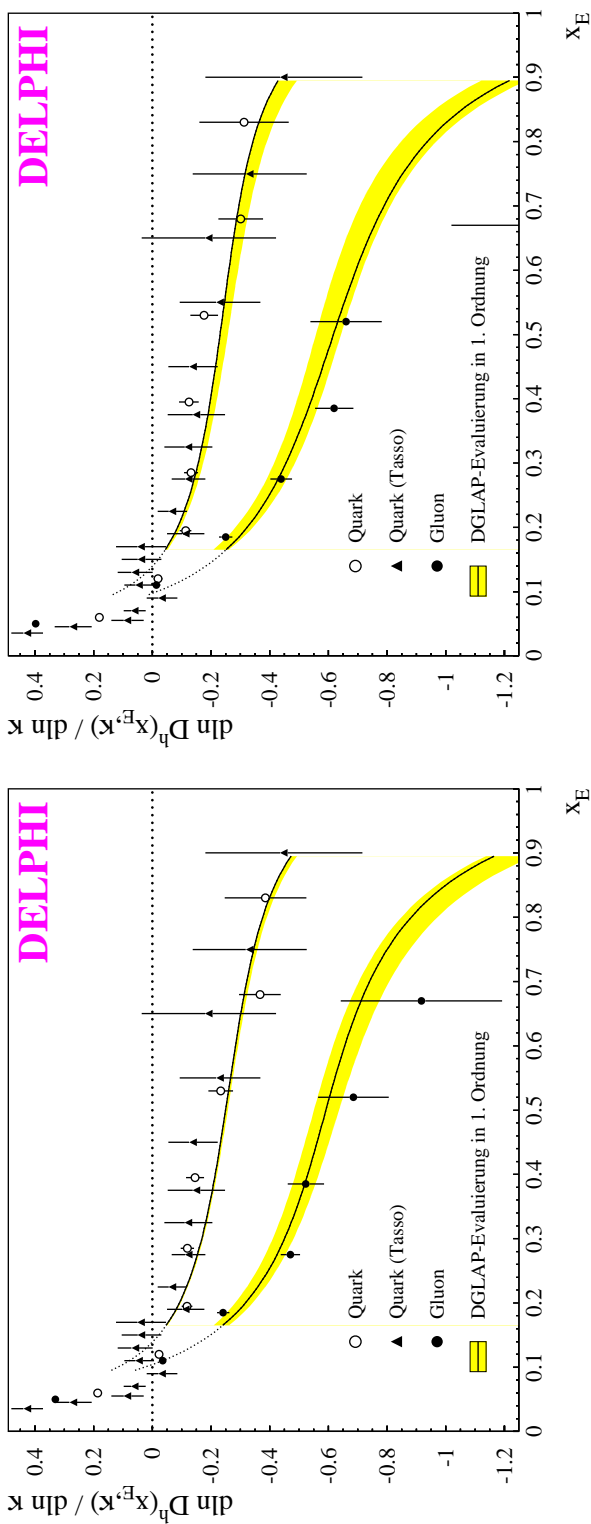 DELPHI
dln Dʰ(x_E,κ) / dln κ
0.4
0.2
0
-0.2
-0.4
-0.6
-0.8
-1
-1.2
Quark
Quark (Tasso)
Gluon
DGLAP-Evaluierung in 1. Ordnung
0 0.1 0.2 0.3 0.4 0.5 0.6 0.7 0.8 0.9 1
x_E
DELPHI
dln Dʰ(x_E,κ) / dln κ
0.4
0.2
0
-0.2
-0.4
-0.6
-0.8
-1
-1.2
Quark
Quark (Tasso)
Gluon
DGLAP-Evaluierung in 1. Ordnung
0 0.1 0.2 0.3 0.4 0.5 0.6 0.7 0.8 0.9 1
x_E